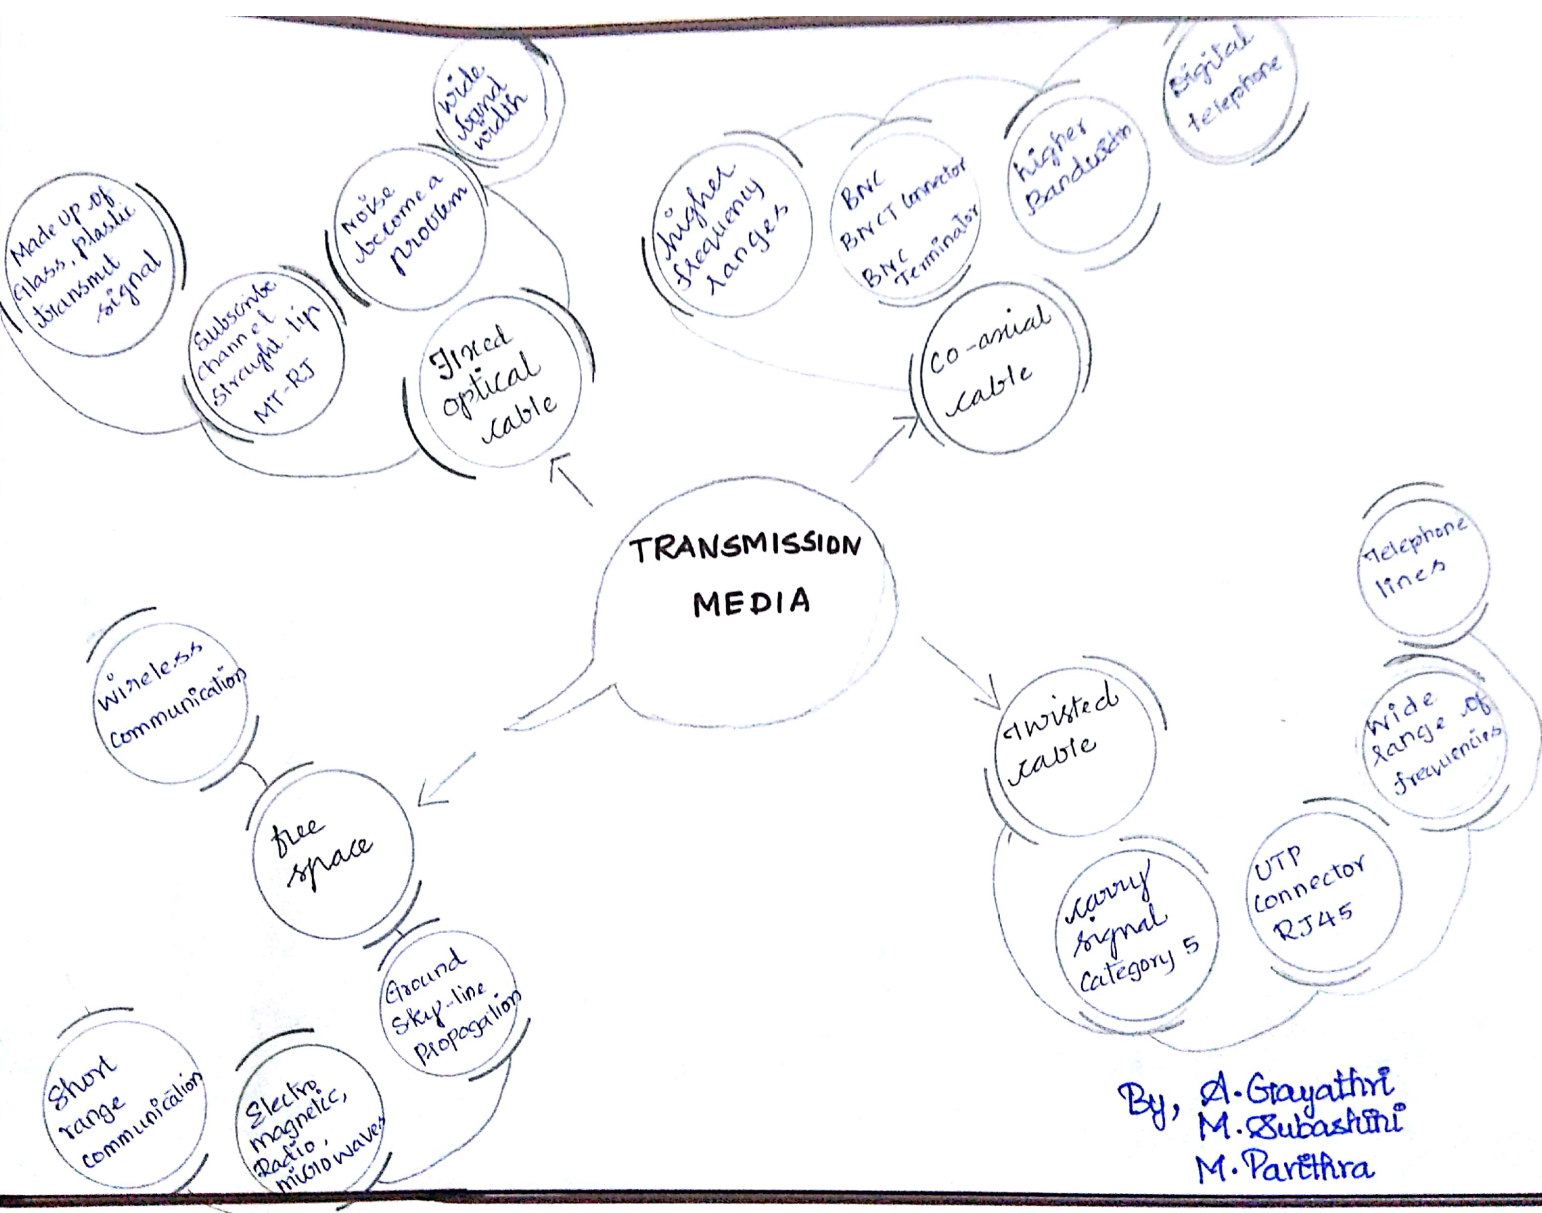 Wide
band
width
Noise
become a
problem
Made up of
Glass, plastic
transmit
signal
Subscribe
channel
straught-tip
MT-RJ
Fixed
optical
cable
higher
frequency
ranges
BNC
BNCT Connector
BNC
Terminator
higher
Bandwidth
Digital
telephone
co-axial
cable
TRANSMISSION
MEDIA
Telephone
lines
Wide
range of
frequencies
Twisted
cable
carry
signal
Category 5
UTP
Connector
RJ45
Wireless
communication
free
space
Ground
Sky-line
Propagation
Electro
magnetic,
Radio,
microwaves
Short
range
communication
By, A. Gayathri
M. Subashini
M. Parithra